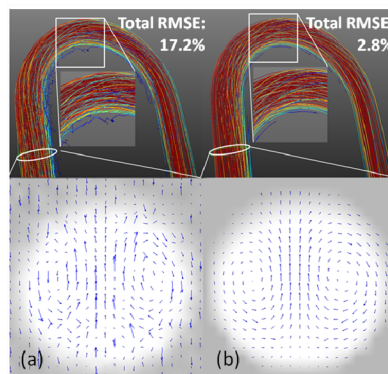 Total RMSE:
17.2%
Total RMSE:
2.8%
(a)
(b)